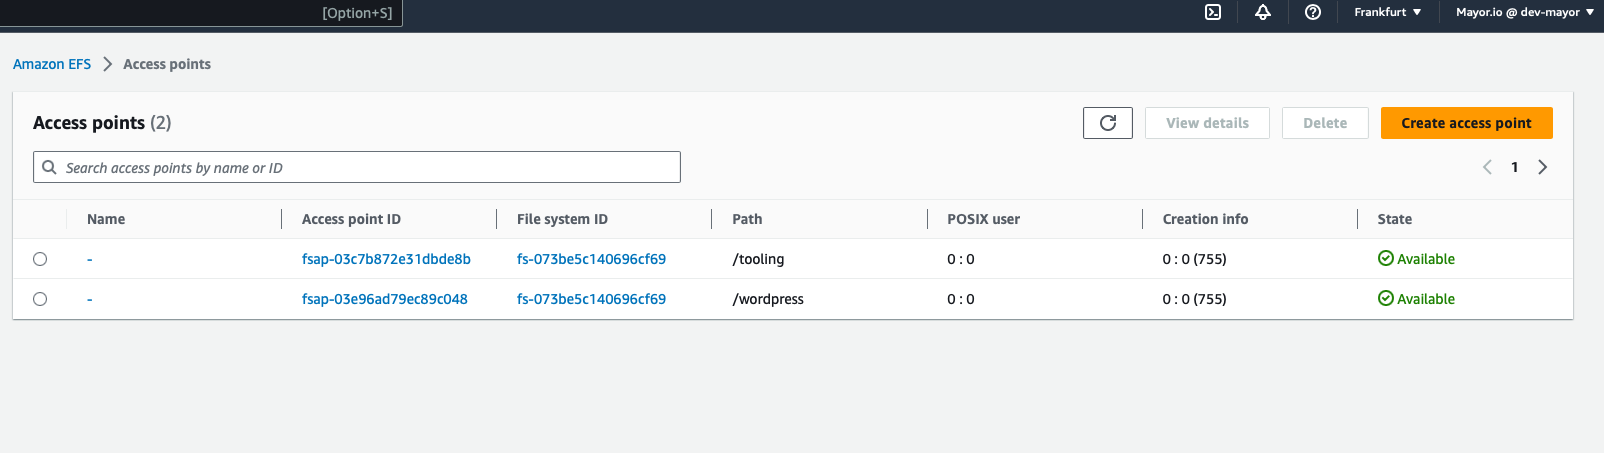 [Option+S] Frankfurt Mayor.io @ dev-mayor
Amazon EFS Access points
Access points (2) View details Delete Create access point
Search access points by name or ID 1
Name Access point ID File system ID Path POSIX user Creation info State
- fsap-03c7b872e31dbde8b fs-073be5c140696cf69 /tooling 0 : 0 0 : 0 (755) Available
- fsap-03e96ad79ec89c048 fs-073be5c140696cf69 /wordpress 0 : 0 0 : 0 (755) Available